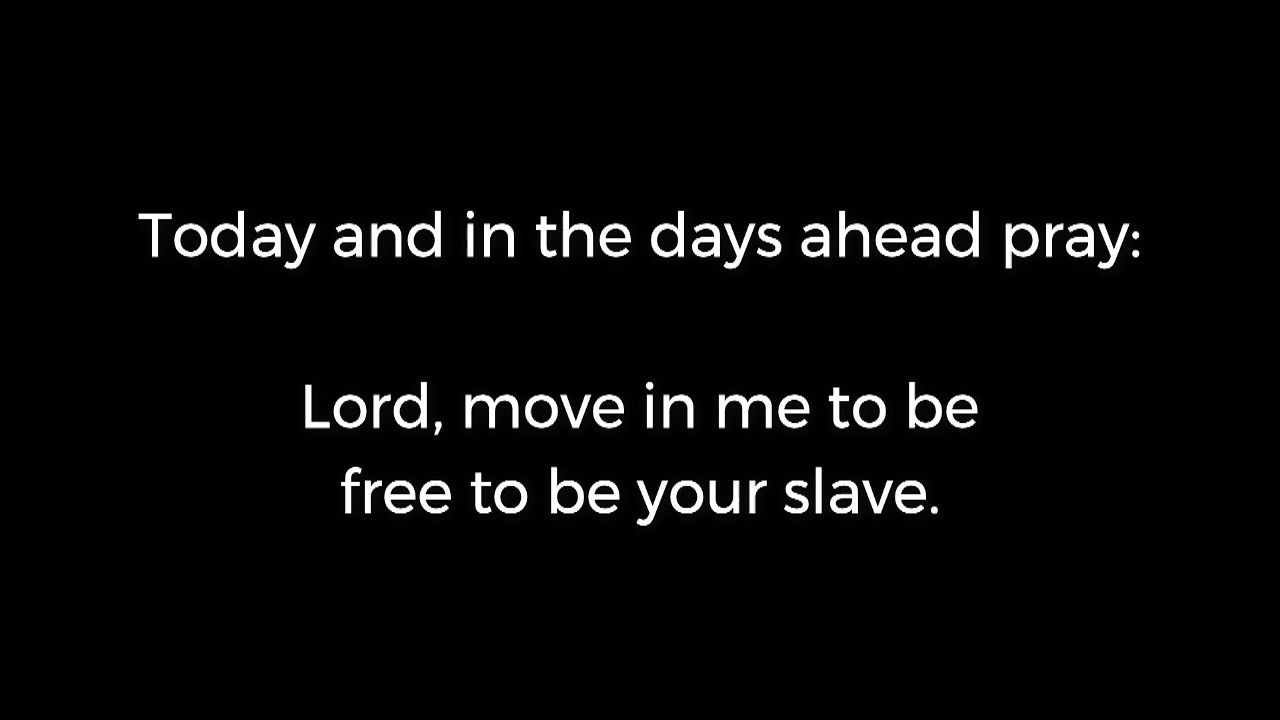 Today and in the days ahead pray:
Lord, move in me to be
free to be your slave.